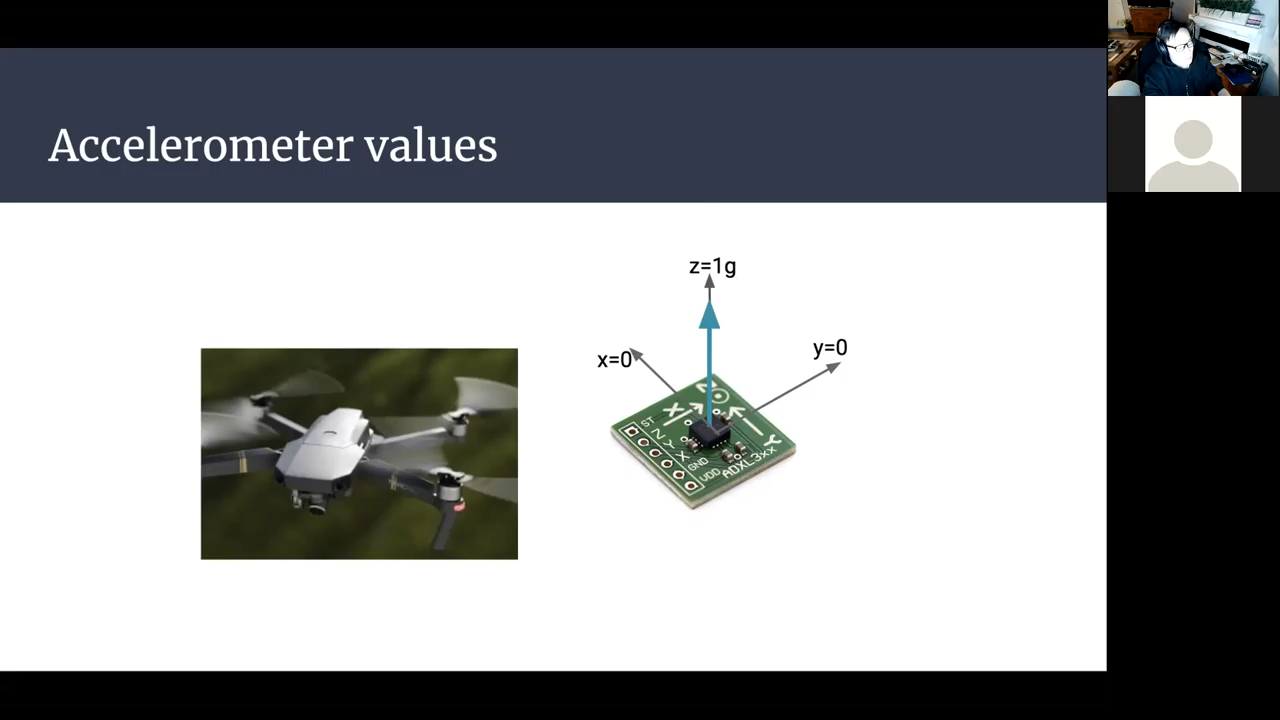 Accelerometer values
z=1g
x=0
y=0
Z
X
Y
ST
Z
Y
X
GND
VDD
ADXL3xx